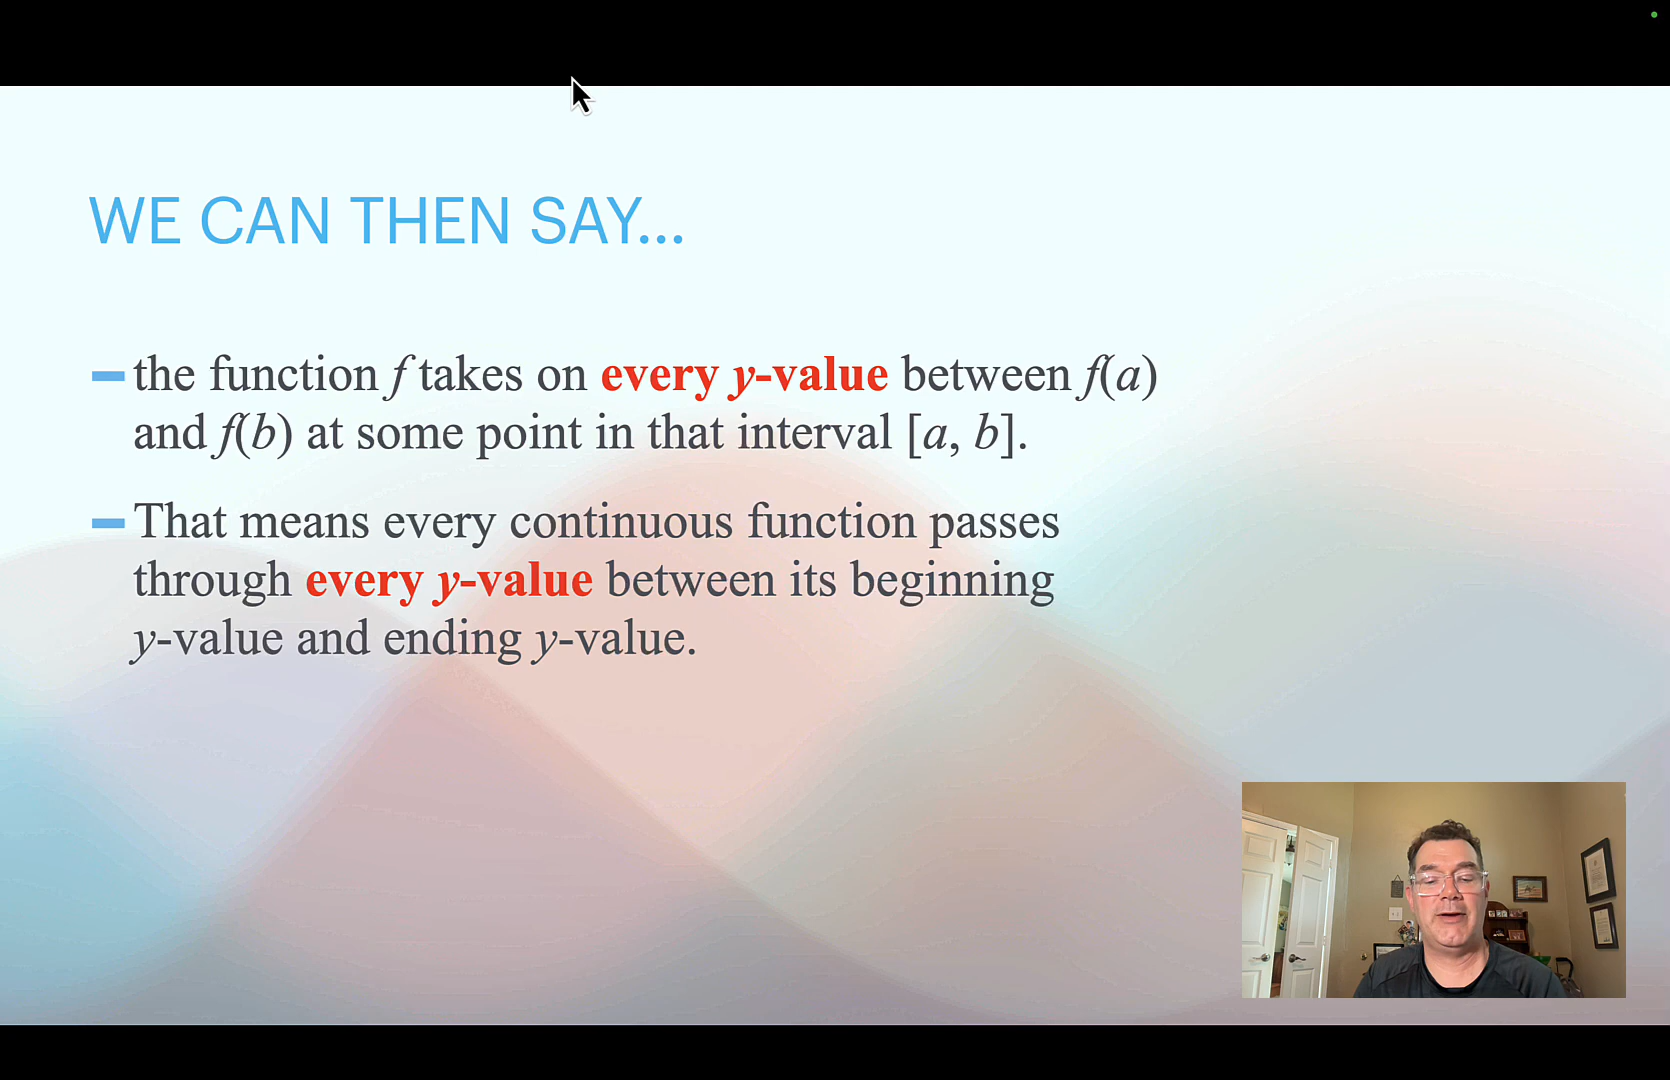 WE CAN THEN SAY...
the function f takes on every y-value between f(a)
and f(b) at some point in that interval [a, b].
That means every continuous function passes
through every y-value between its beginning
y-value and ending y-value.